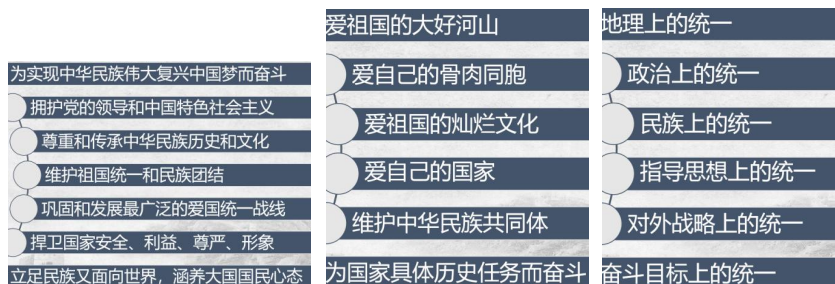 为实现中华民族伟大复兴中国梦而奋斗
拥护党的领导和中国特色社会主义
尊重和传承中华民族历史和文化
维护祖国统一和民族团结
巩固和发展最广泛的爱国统一战线
捍卫国家安全、利益、尊严、形象
立足民族又面向世界，涵养大国国民心态
爱祖国的大好河山
爱自己的骨肉同胞
爱祖国的灿烂文化
爱自己的国家
维护中华民族共同体
为国家具体历史任务而奋斗
地理上的统一
政治上的统一
民族上的统一
指导思想上的统一
对外战略上的统一
奋斗目标上的统一